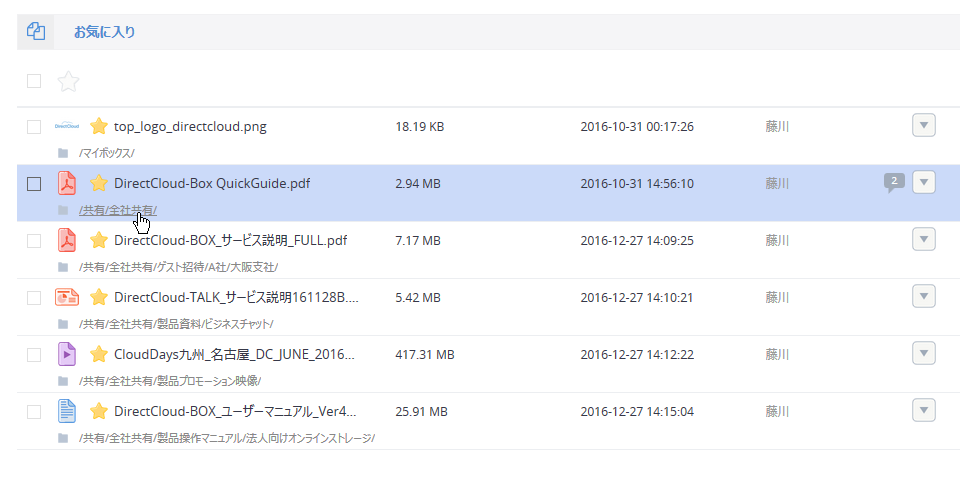 お気に入り
DirectCloud top_logo_directcloud.png 18.19 KB 2016-10-31 00:17:26 藤川
/マイボックス/
DirectCloud-Box QuickGuide.pdf 2.94 MB 2016-10-31 14:56:10 藤川 2
/共有/全社共有/
DirectCloud-BOX_サービス説明_FULL.pdf 7.17 MB 2016-12-27 14:09:25 藤川
/共有/全社共有/ゲスト招待/A社/大阪支社/
DirectCloud-TALK_サービス説明161128B.... 5.42 MB 2016-12-27 14:10:21 藤川
/共有/全社共有/製品資料/ビジネスチャット/
CloudDays九州_名古屋_DC_JUNE_2016... 417.31 MB 2016-12-27 14:12:22 藤川
/共有/全社共有/製品プロモーション映像/
DirectCloud-BOX_ユーザーマニュアル_Ver4... 25.91 MB 2016-12-27 14:15:04 藤川
/共有/全社共有/製品操作マニュアル/法人向けオンラインストレージ/